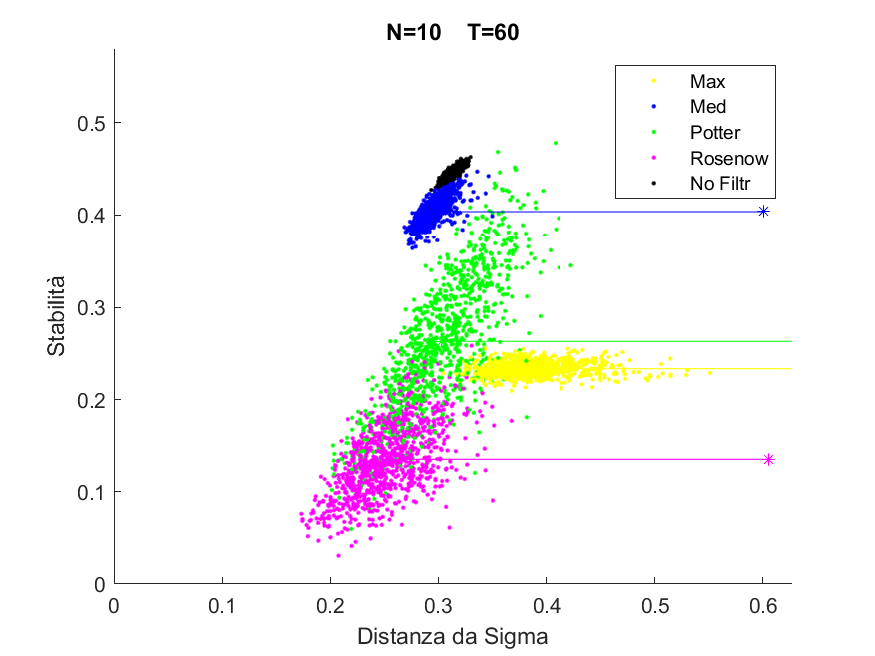 N=10 T=60
Max
Med
Potter
Rosenow
No Filtr
0.5
0.4
0.3
0.2
0.1
0
Stabilità
0 0.1 0.2 0.3 0.4 0.5 0.6
Distanza da Sigma